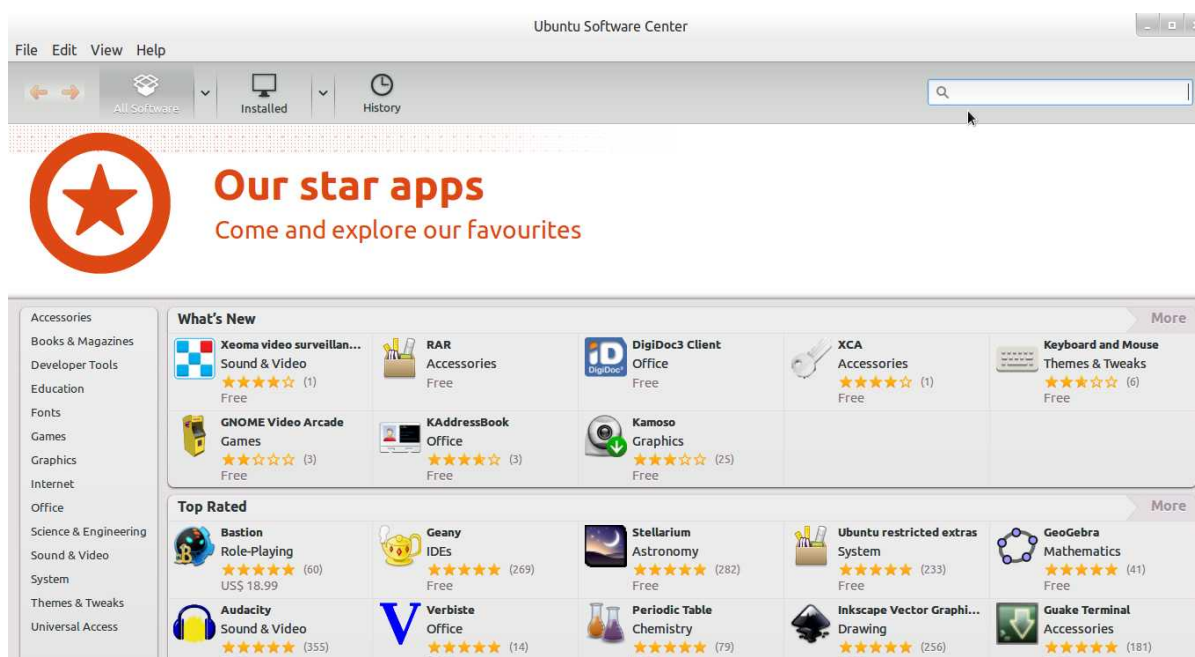 Ubuntu Software Center
File Edit View Help
All Software
Installed
History
Our star apps
Come and explore our favourites
Accessories
Books & Magazines
Developer Tools
Education
Fonts
Games
Graphics
Internet
Office
Science & Engineering
Sound & Video
System
Themes & Tweaks
Universal Access
What's New More
Xeoma video surveillan...
Sound & Video
(1)
Free
RAR
Accessories
Free
iD
DigiDoc³
DigiDoc3 Client
Office
Free
XCA
Accessories
(1)
Free
Keyboard and Mouse
Themes & Tweaks
(6)
Free
GNOME Video Arcade
Games
(3)
Free
KAddressBook
Office
(3)
Free
Kamoso
Graphics
(25)
Free
Top Rated More
B
Bastion
Role-Playing
(60)
US$ 18.99
Geany
IDEs
(269)
Free
Stellarium
Astronomy
(282)
Free
Ubuntu restricted extras
System
(233)
Free
GeoGebra
Mathematics
(41)
Free
Audacity
Sound & Video
(355)
V
Verbiste
Office
(14)
Periodic Table
Chemistry
(79)
Inkscape Vector Graphi...
Drawing
(256)
Guake Terminal
Accessories
(181)